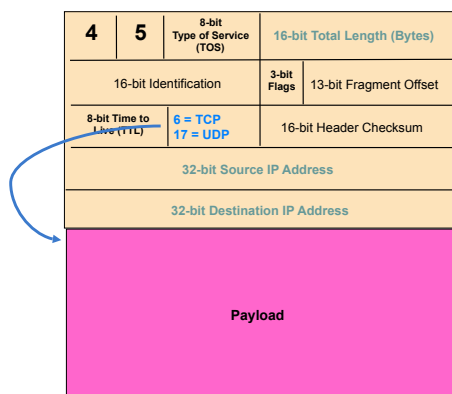 4
5
8-bit
Type of Service
(TOS)
16-bit Total Length (Bytes)
16-bit Identification
3-bit
Flags
13-bit Fragment Offset
8-bit Time to
Live (TTL)
6 = TCP
17 = UDP
16-bit Header Checksum
32-bit Source IP Address
32-bit Destination IP Address
Payload